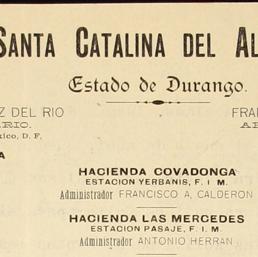 SANTA CATALINA DEL AL
Estado de Durango.
Z DEL RIO
FRA
RIO.
xico, D. F.
A
HACIENDA COVADONGA
ESTACION YERBANIS, F. I. M.
Administrador FRANCISCO A. CALDERON
HACIENDA LAS MERCEDES
ESTACION PASAJE, F. I. M.
Administrador ANTONIO HERRAN